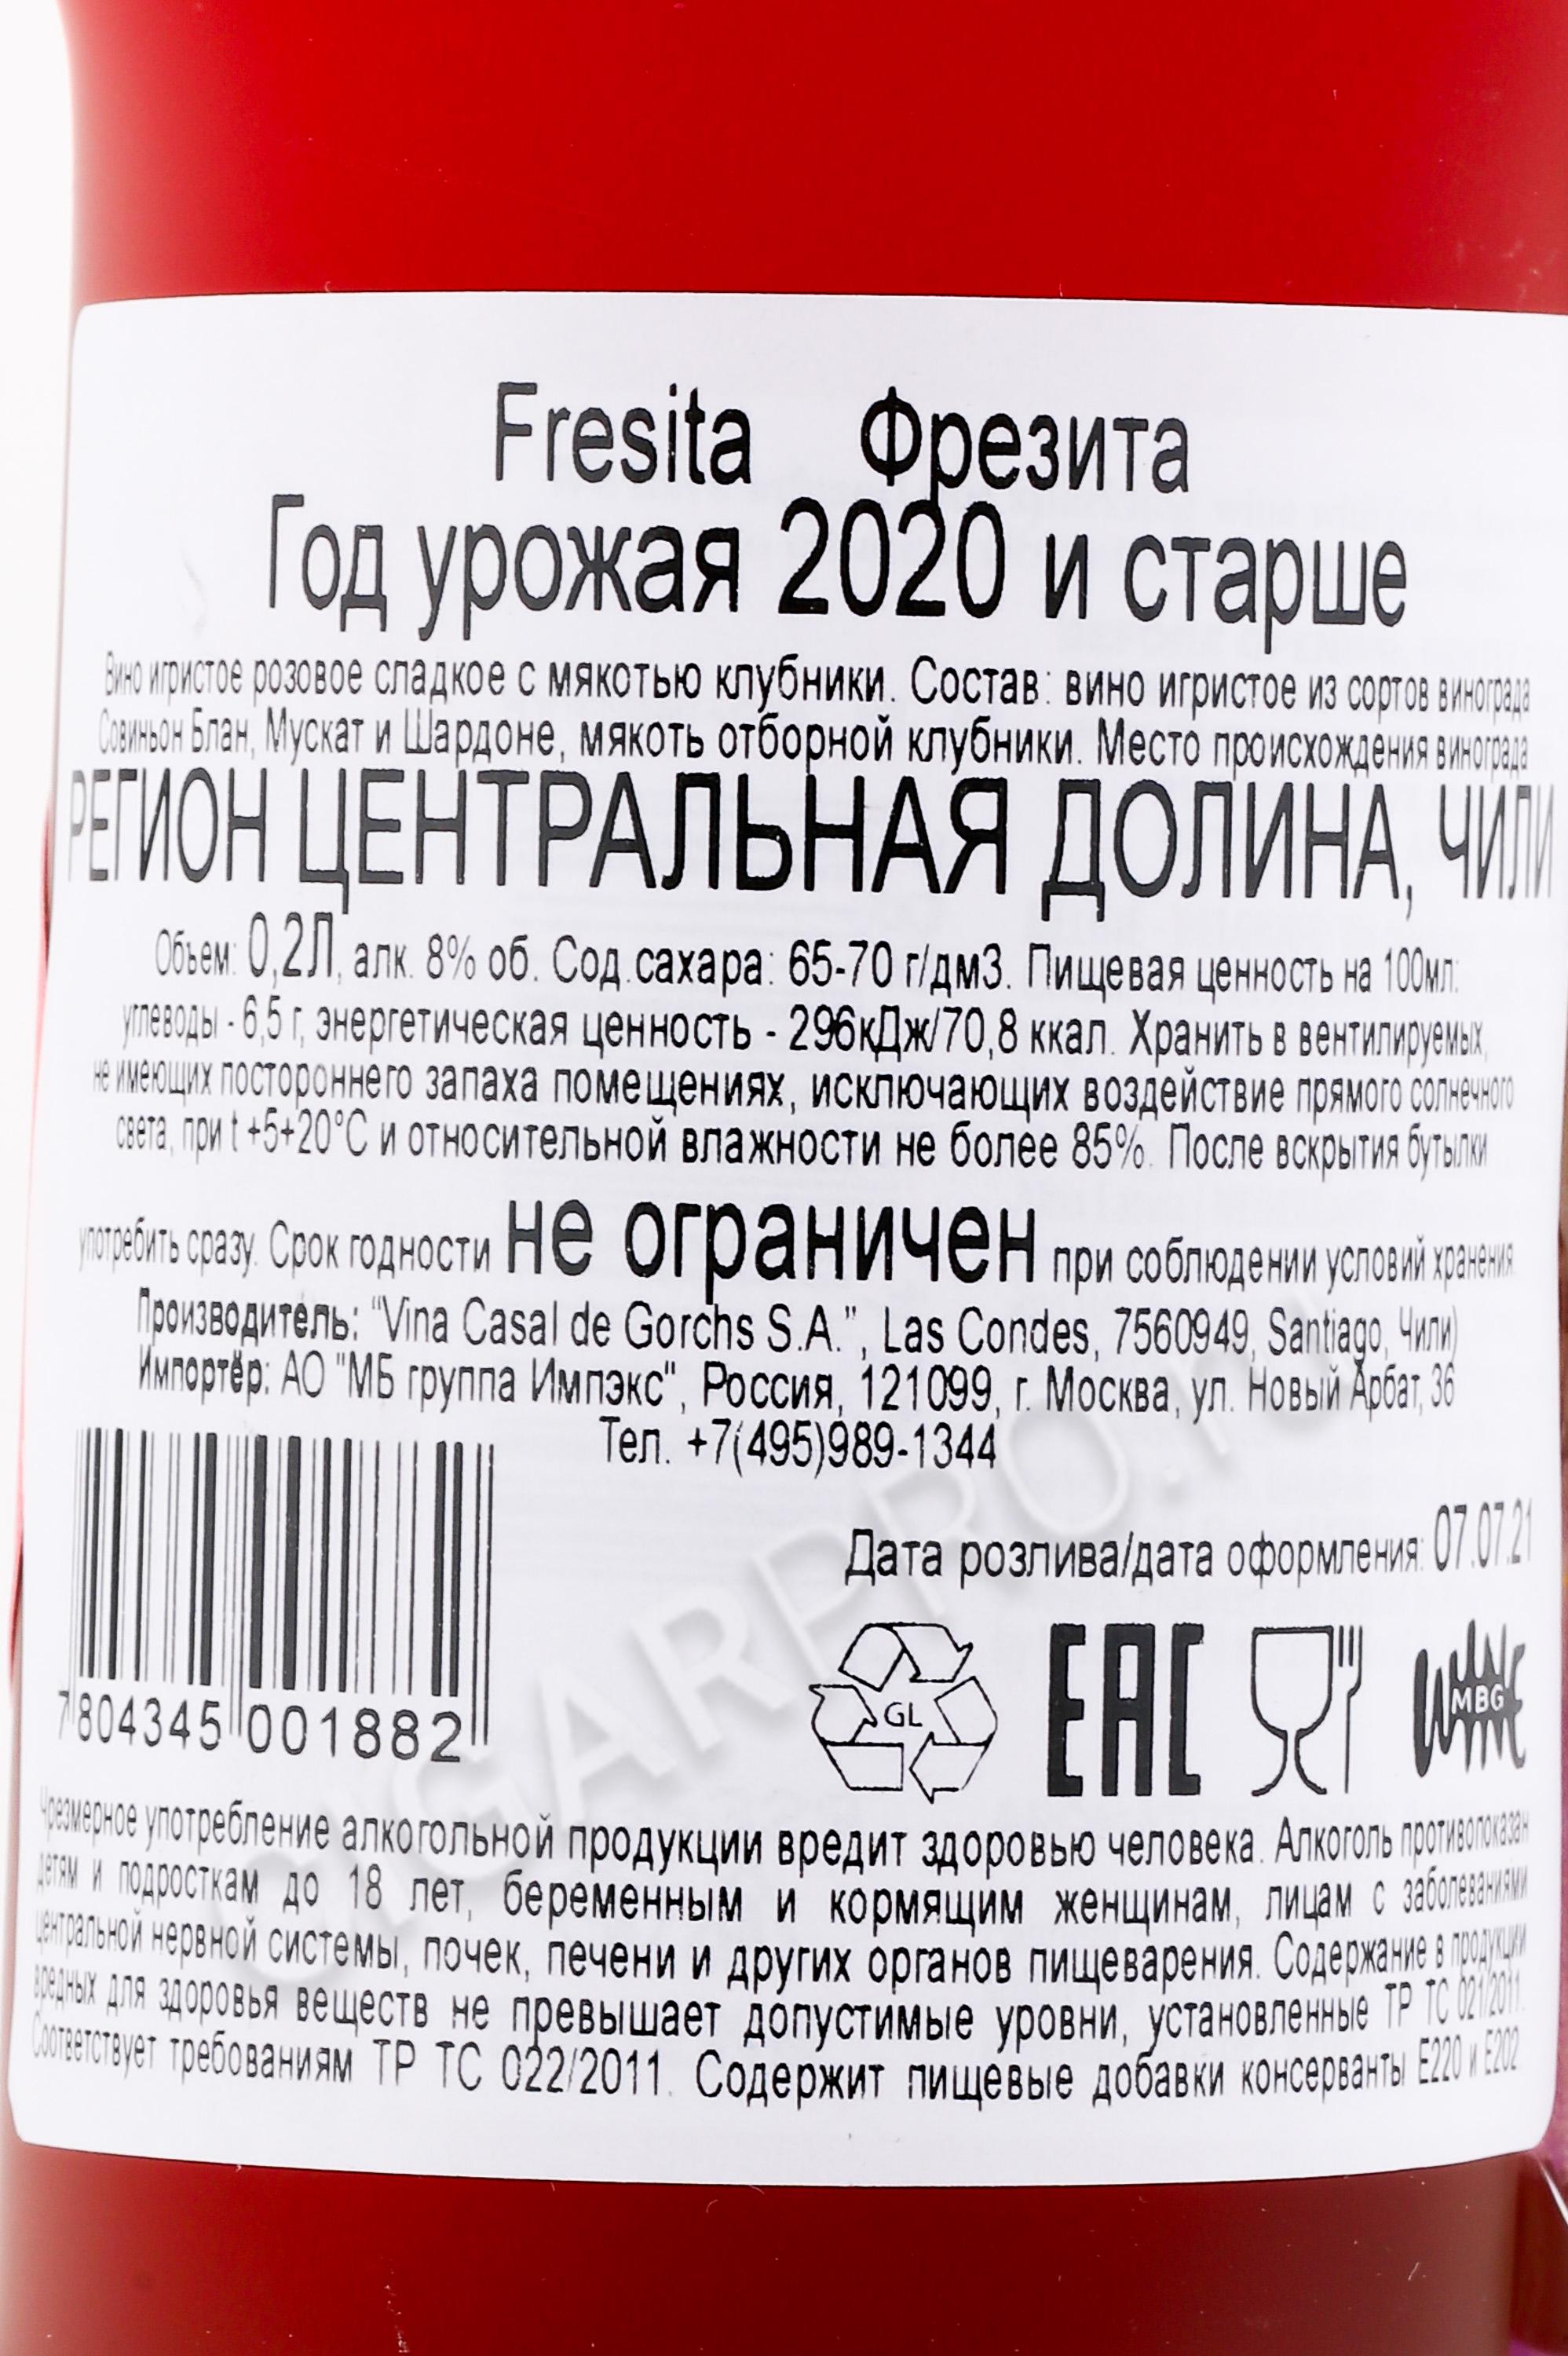 Fresita Фрезита
Год урожая 2020 и старше
Вино игристое розовое сладкое с мякотью клубники. Состав: вино игристое из сортов винограда
Совиньон Блан, Мускат и Шардоне, мякоть отборной клубники. Место происхождения винограда
РЕГИОН ЦЕНТРАЛЬНАЯ ДОЛИНА, ЧИЛИ
Объем: 0,2Л, алк. 8% об. Сод.сахара: 65-70 г/дм3. Пищевая ценность на 100мл:
углеводы - 6,5 г, энергетическая ценность - 296кДж/70,8 ккал. Хранить в вентилируемых,
не имеющих постороннего запаха помещениях, исключающих воздействие прямого солнечного
света, при t +5+20°С и относительной влажности не более 85%. После вскрытия бутылки
употребить сразу. Срок годности не ограничен при соблюдении условий хранения.
Производитель: "Vina Casal de Gorchs S.A.", Las Condes, 7560949, Santiago, Чили)
Импортёр: АО "МБ группа Импэкс", Россия, 121099, г. Москва, ул. Новый Арбат, 36
Тел. +7(495)989-1344
Дата розлива/дата оформления: 07.07.21
7 804345 001882
GL EAC WINE MBG
Чрезмерное употребление алкогольной продукции вредит здоровью человека. Алкоголь противопоказан
детям и подросткам до 18 лет, беременным и кормящим женщинам, лицам с заболеваниями
центральной нервной системы, почек, печени и других органов пищеварения. Содержание в продукции
вредных для здоровья веществ не превышает допустимые уровни, установленные ТР ТС 021/2011.
Соответствует требованиям ТР ТС 022/2011. Содержит пищевые добавки консерванты Е220 и Е202
CIGARPRO.ru